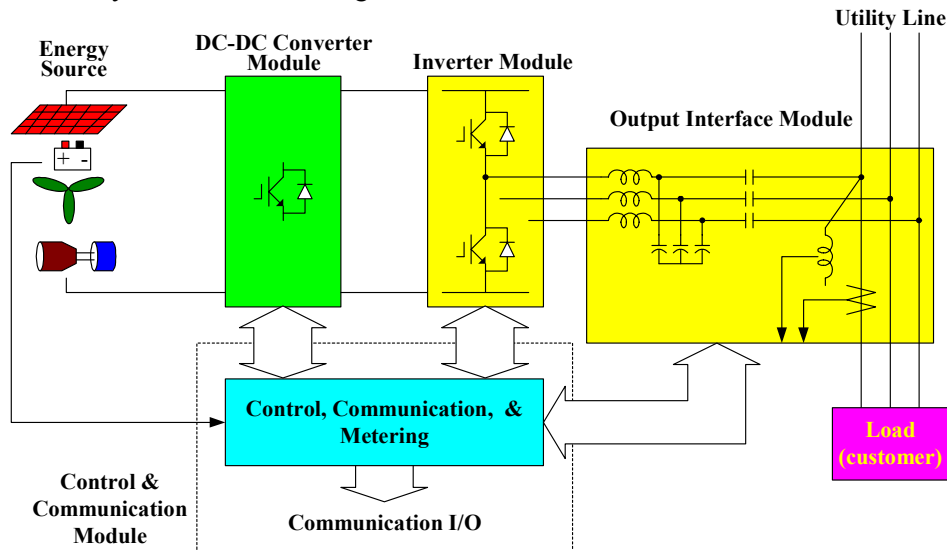 Utility Line
DC-DC Converter
Module
Energy
Source
Inverter Module
Output Interface Module
+ -
Control, Communication, &
Metering
Load
(customer)
Control &
Communication
Module
Communication I/O